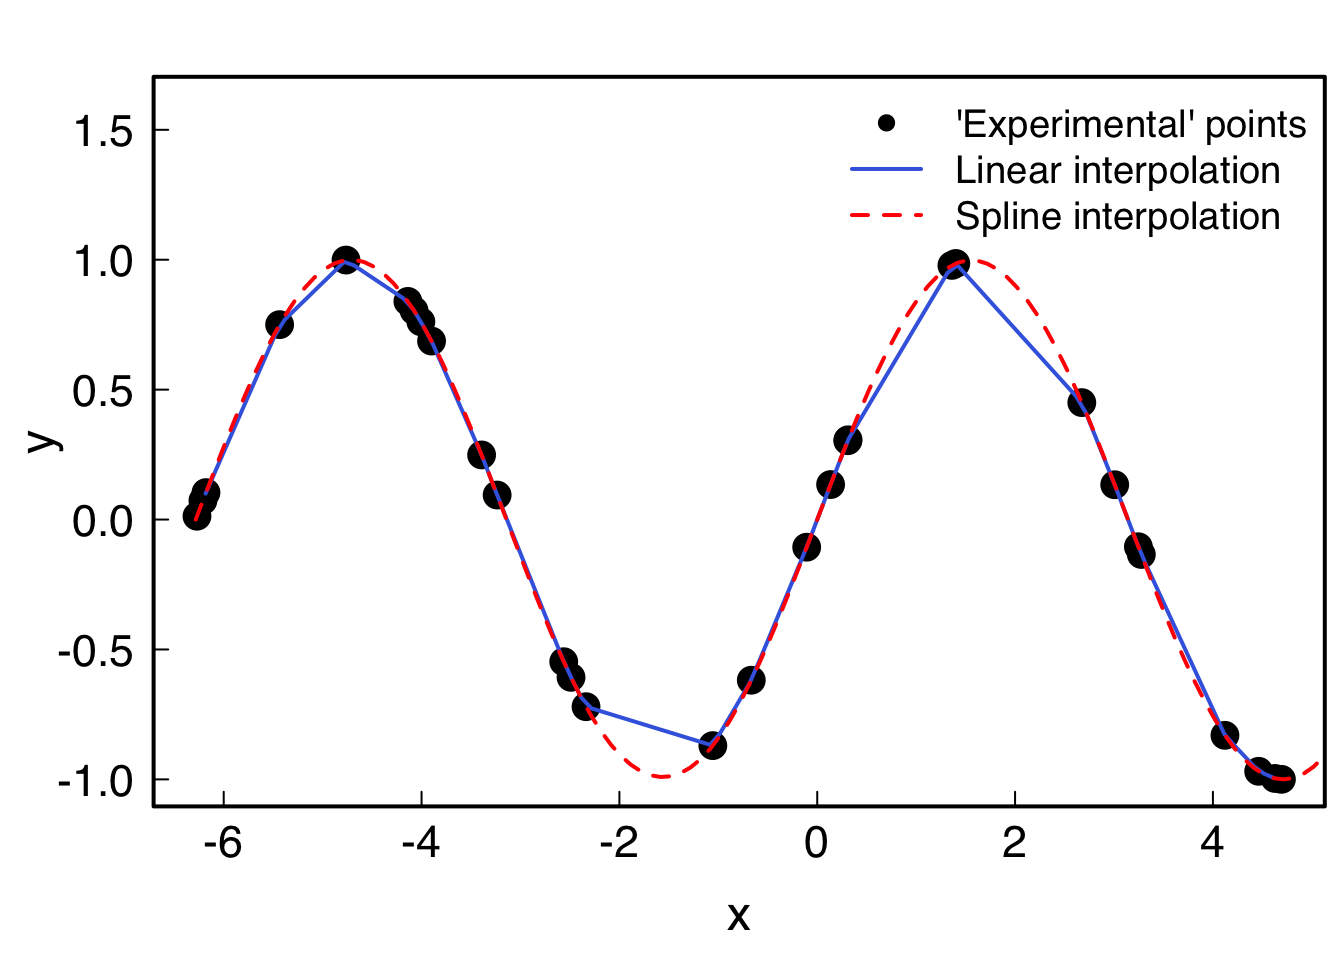 'Experimental' points
Linear interpolation
Spline interpolation
1.5
1.0
0.5
0.0
-0.5
-1.0
y
-6 -4 -2 0 2 4
x